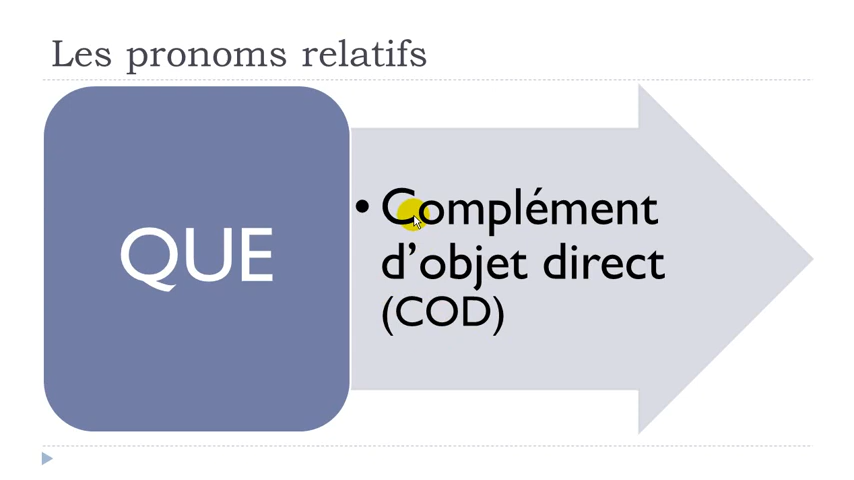 Les pronoms relatifs
QUE
• Complément
d’objet direct
(COD)